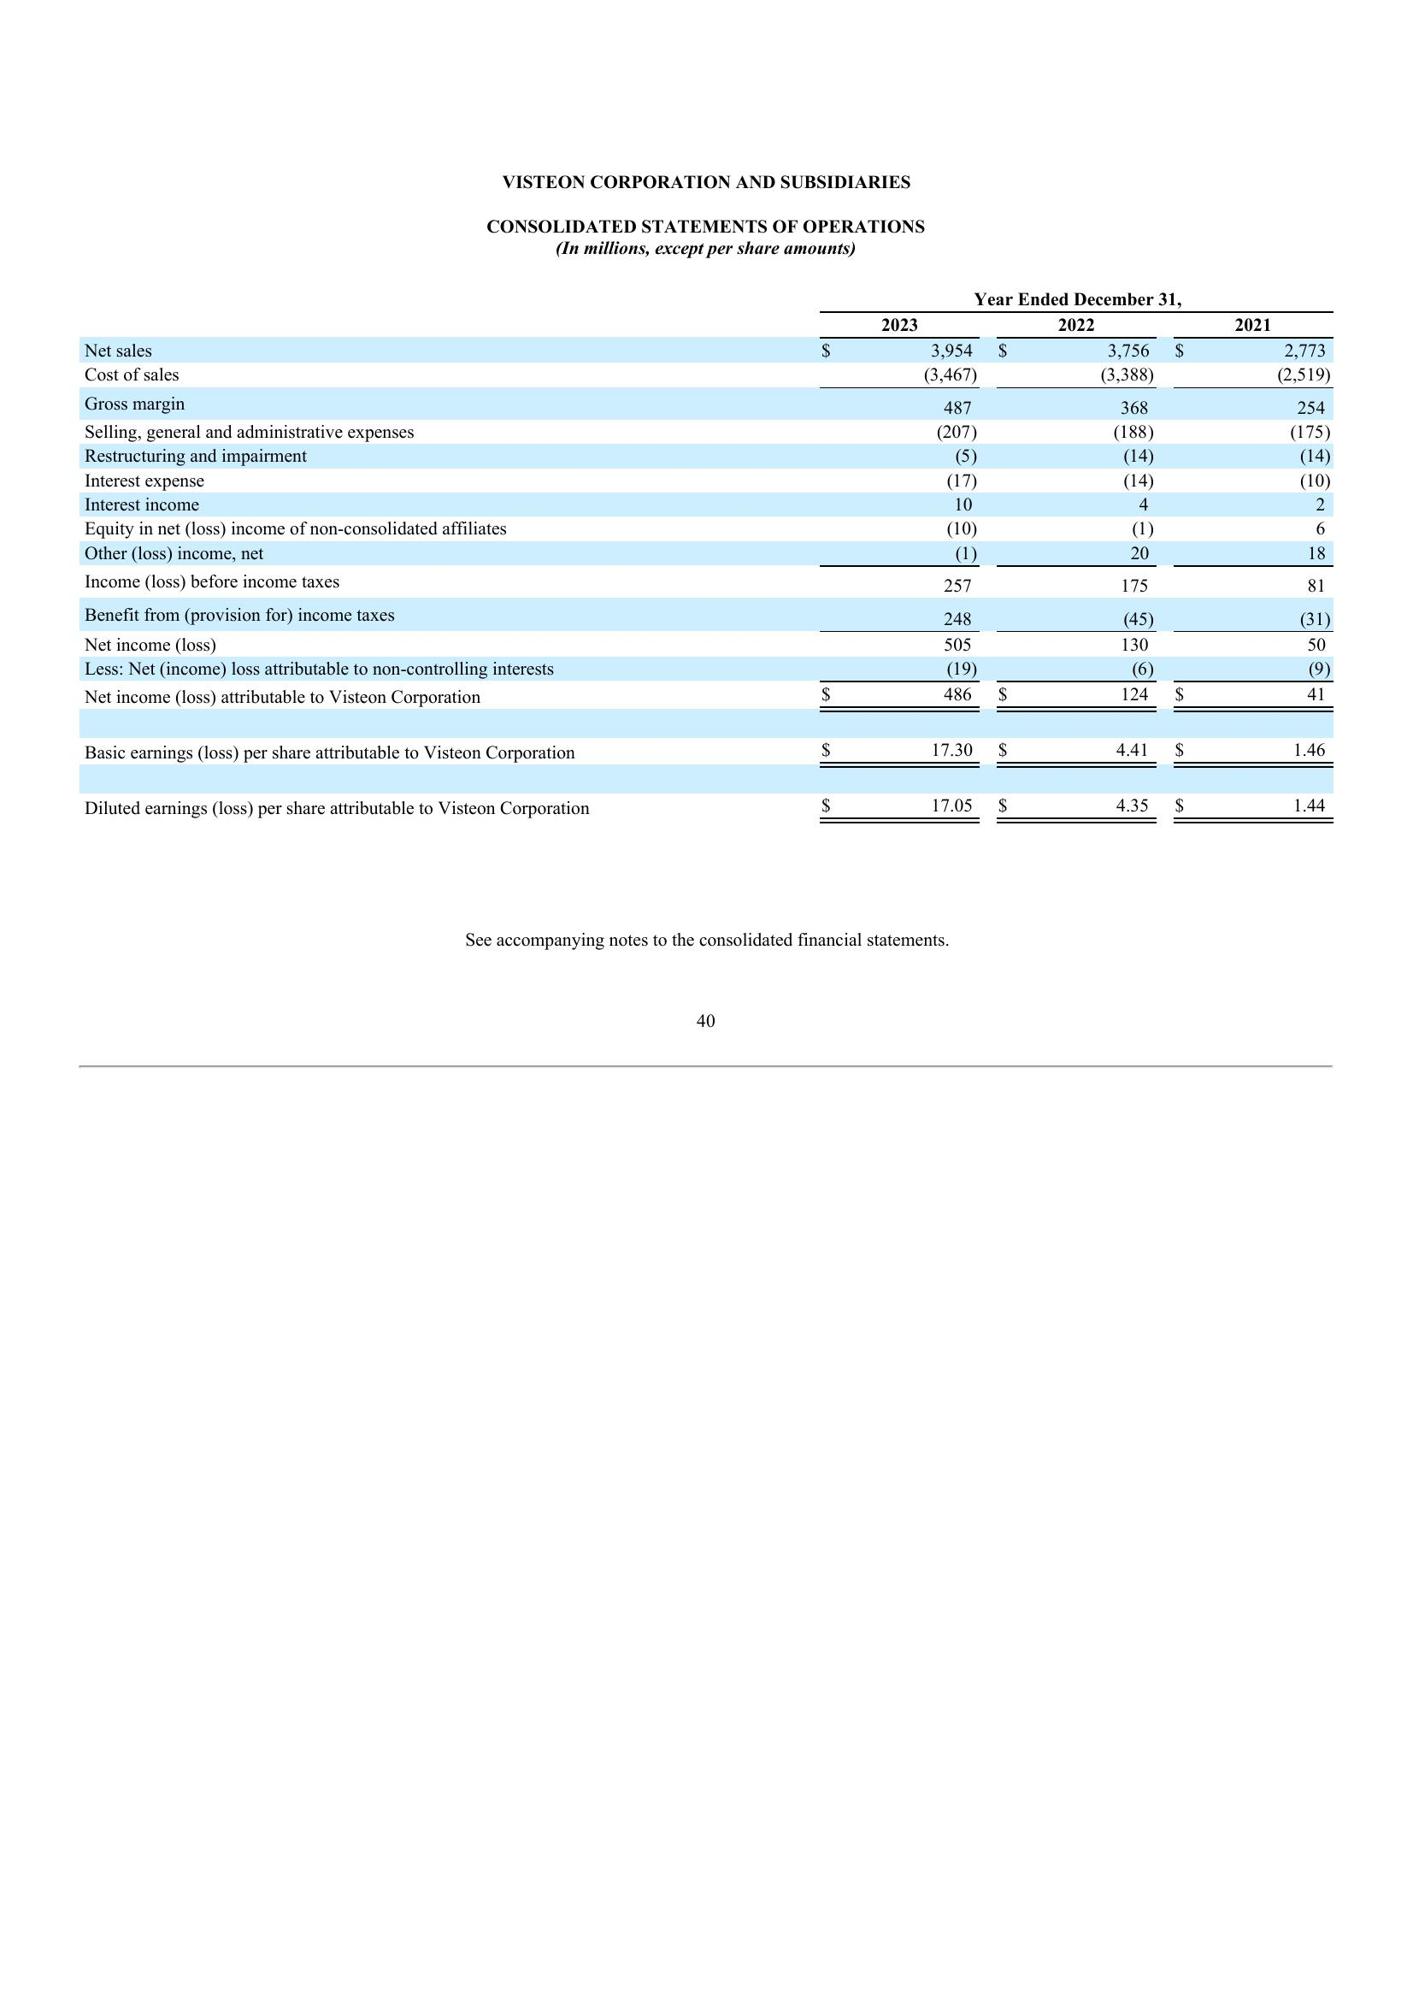 VISTEON CORPORATION AND SUBSIDIARIES
CONSOLIDATED STATEMENTS OF OPERATIONS
(In millions, except per share amounts)
Year Ended December 31,
2023 2022 2021
Net sales $ 3,954 $ 3,756 $ 2,773
Cost of sales (3,467) (3,388) (2,519)
Gross margin 487 368 254
Selling, general and administrative expenses (207) (188) (175)
Restructuring and impairment (5) (14) (14)
Interest expense (17) (14) (10)
Interest income 10 4 2
Equity in net (loss) income of non-consolidated affiliates (10) (1) 6
Other (loss) income, net (1) 20 18
Income (loss) before income taxes 257 175 81
Benefit from (provision for) income taxes 248 (45) (31)
Net income (loss) 505 130 50
Less: Net (income) loss attributable to non-controlling interests (19) (6) (9)
Net income (loss) attributable to Visteon Corporation $ 486 $ 124 $ 41
Basic earnings (loss) per share attributable to Visteon Corporation $ 17.30 $ 4.41 $ 1.46
Diluted earnings (loss) per share attributable to Visteon Corporation $ 17.05 $ 4.35 $ 1.44
See accompanying notes to the consolidated financial statements.
40